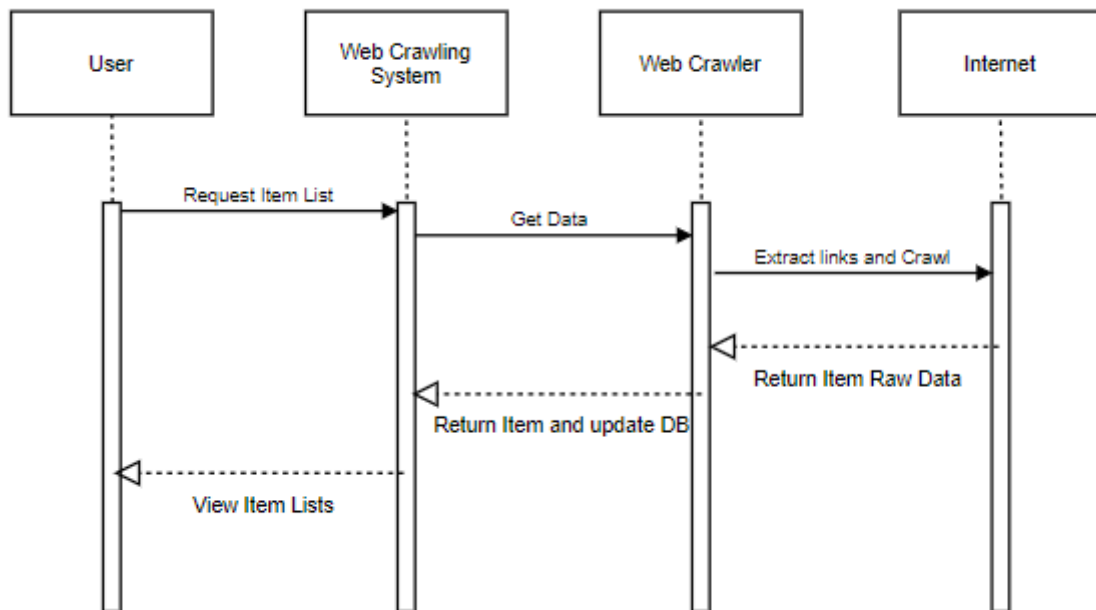 User
Web Crawling
System
Web Crawler
Internet
Request Item List
Get Data
Extract links and Crawl
Return Item Raw Data
Return Item and update DB
View Item Lists